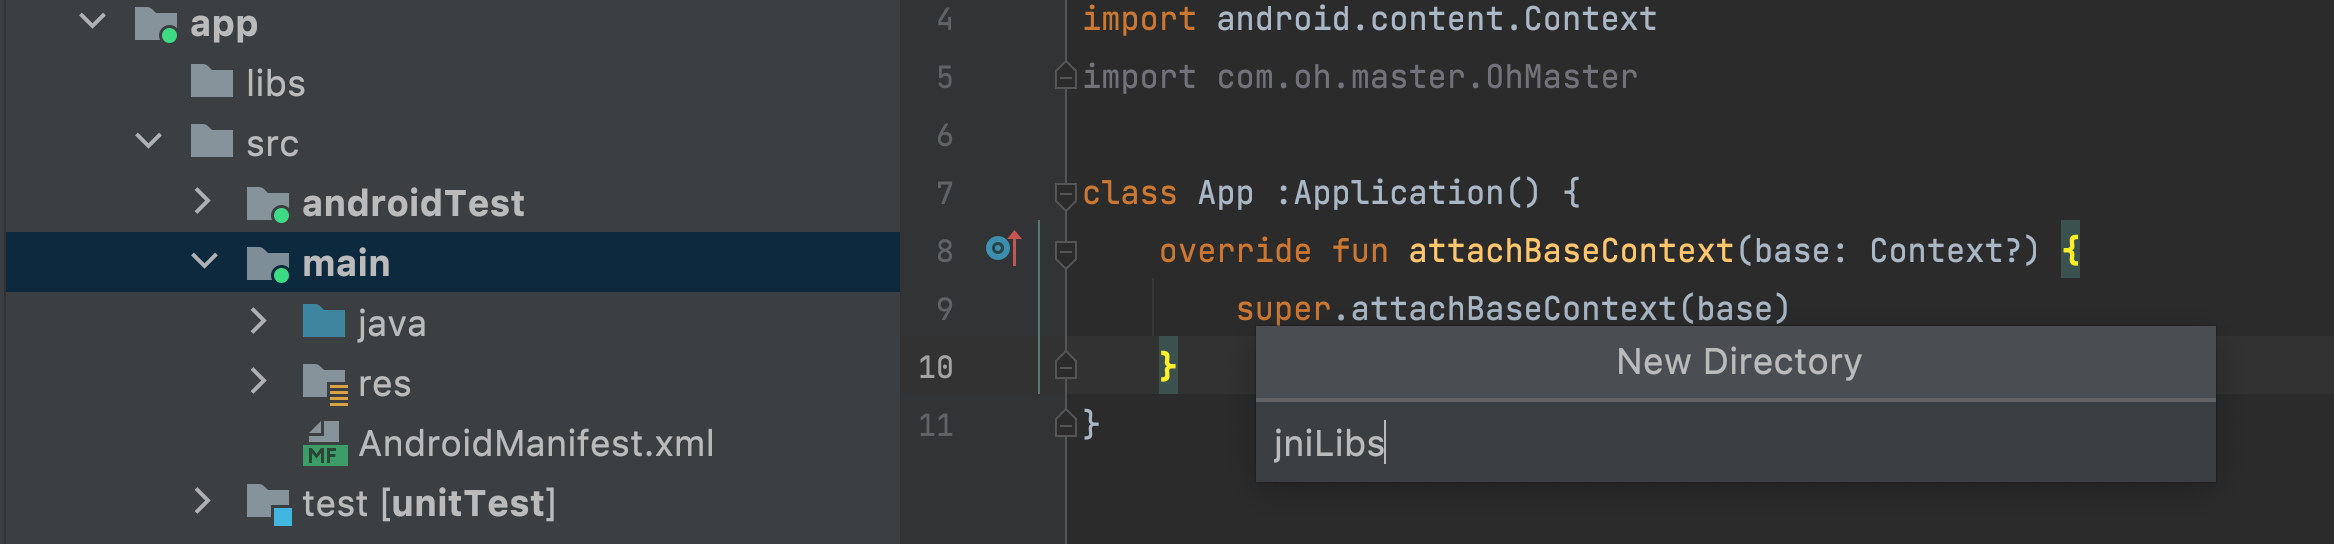 app
libs
src
androidTest
main
java
res
MF AndroidManifest.xml
test [unitTest]
4 import android.content.Context
5 import com.oh.master.OhMaster
6
7 class App :Application() {
8 override fun attachBaseContext(base: Context?) {
9 super.attachBaseContext(base)
10 }
11 }
New Directory
jniLibs